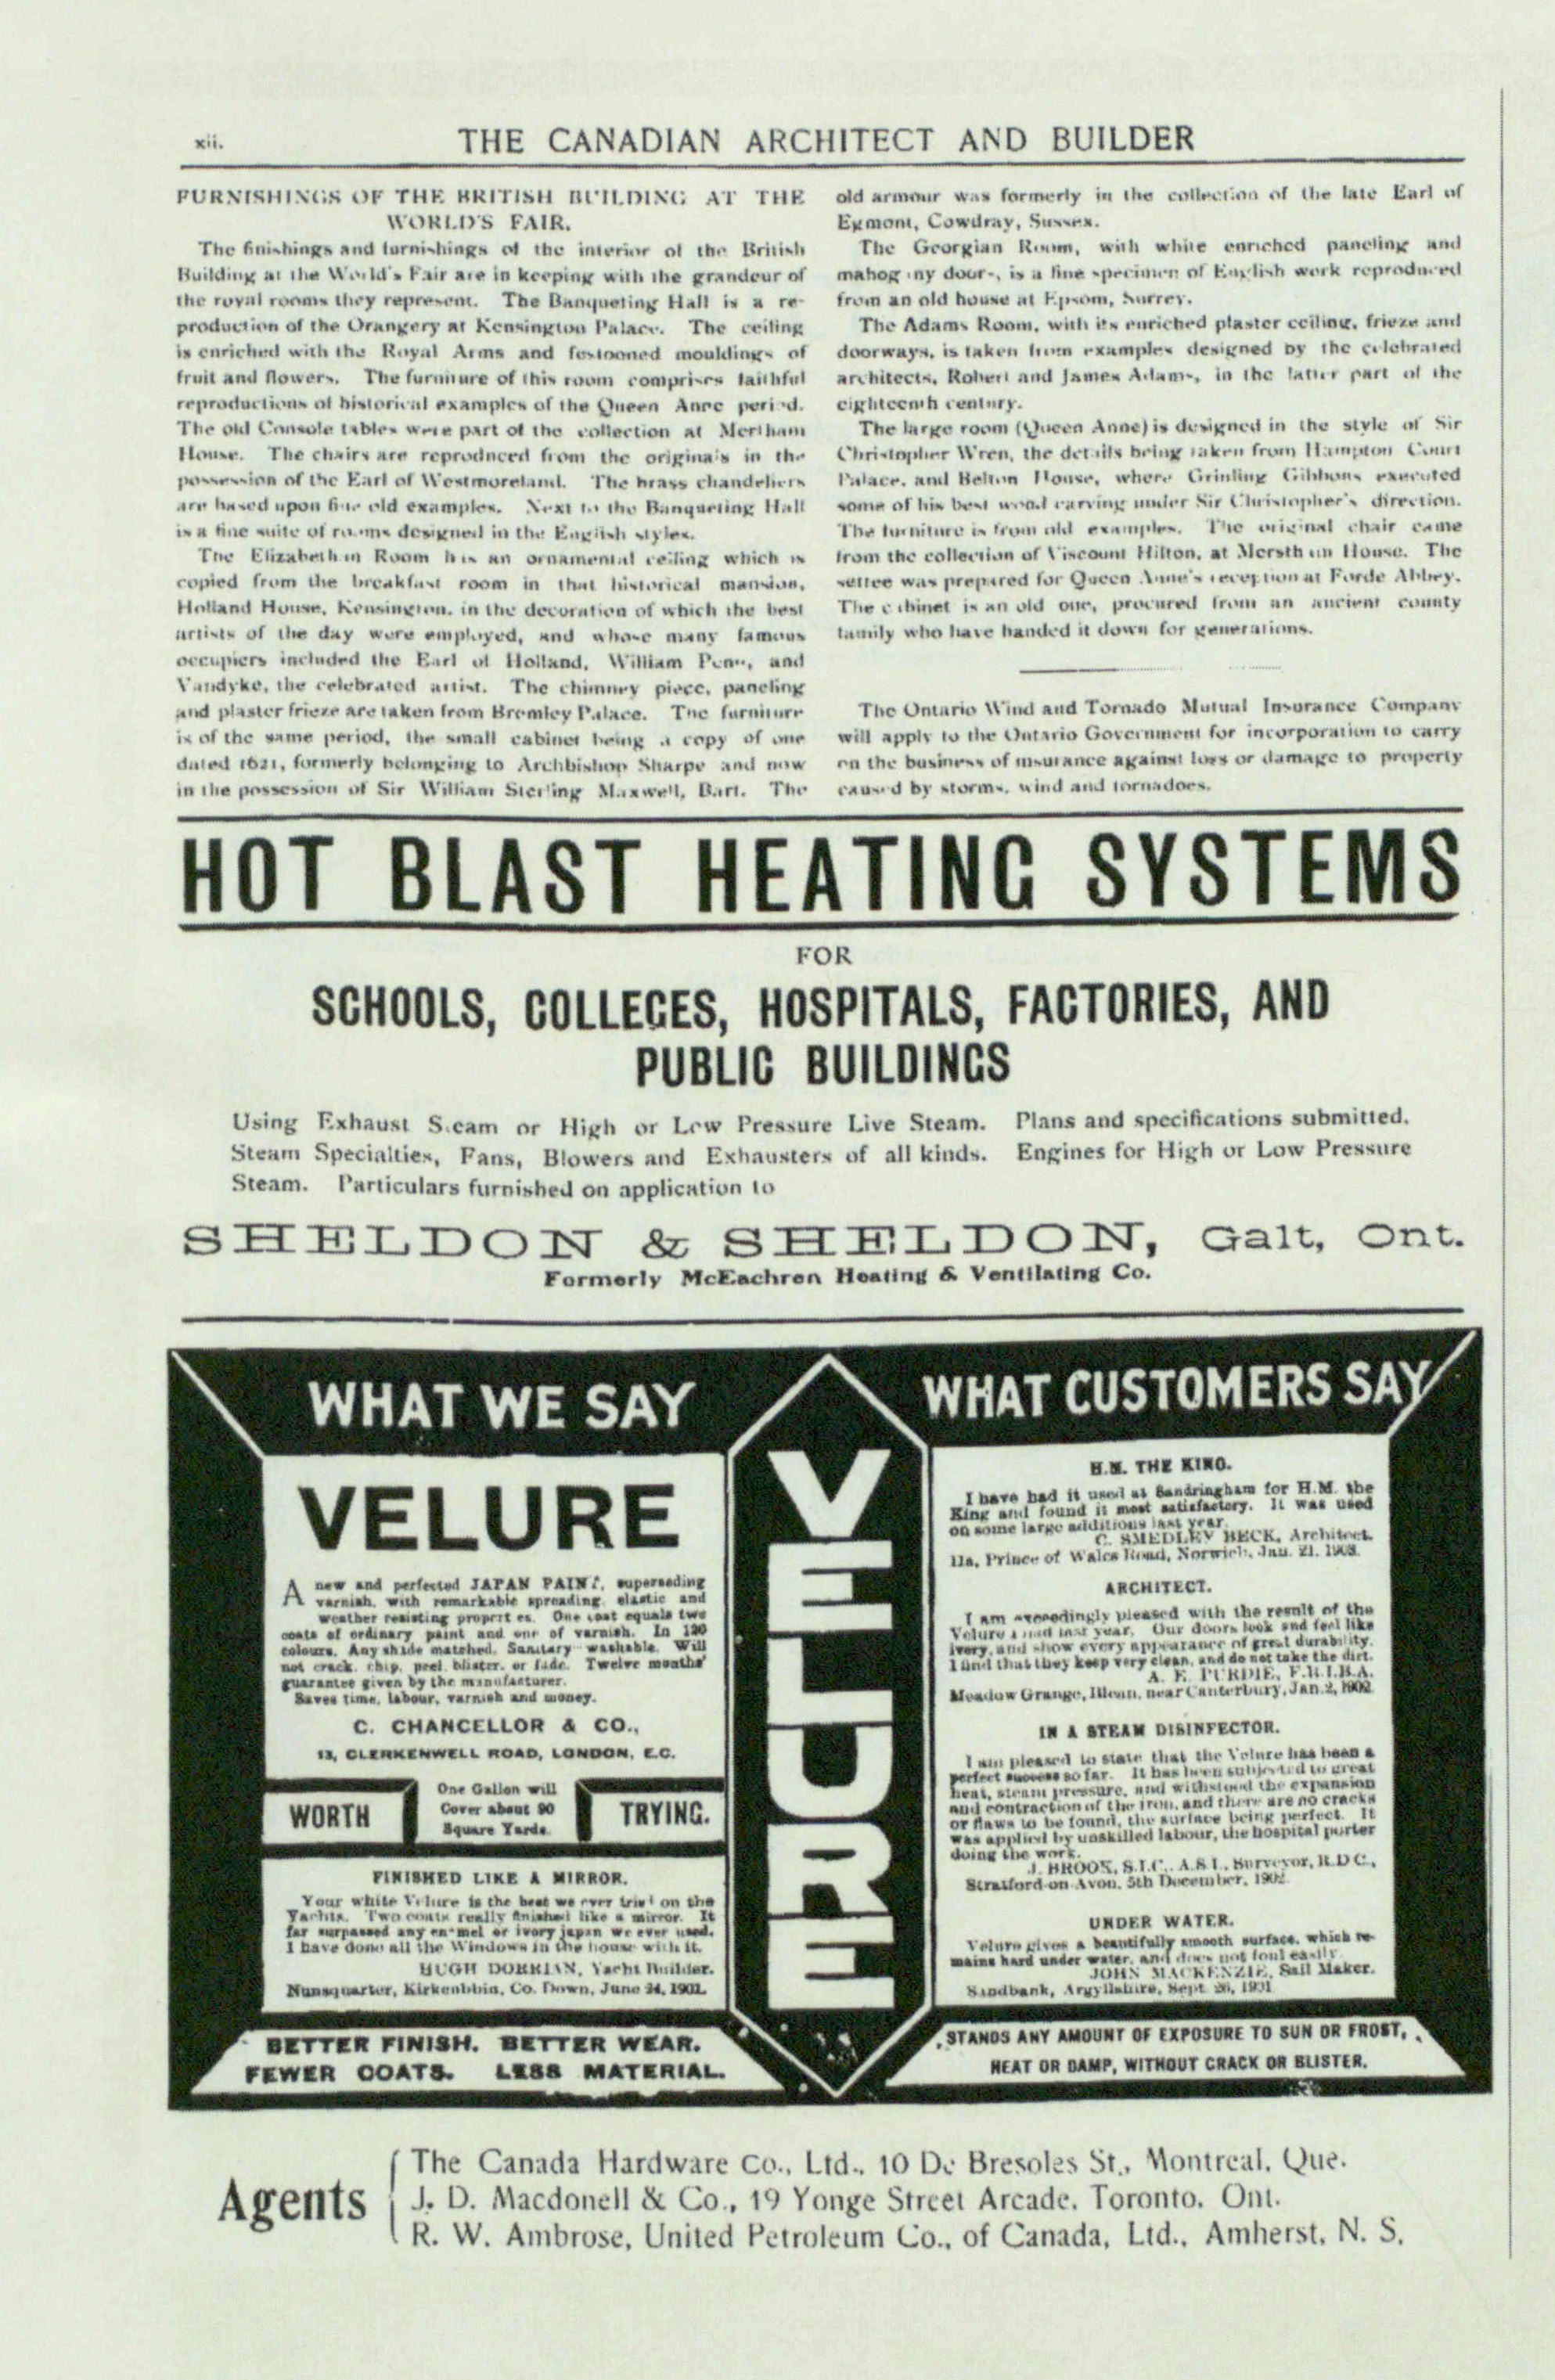 xii.
THE CANADIAN ARCHITECT AND BUILDER
FURNISHINGS OF THE BRITISH BUILDING AT THE
WORLD'S FAIR.
The finishings and furnishings of the interior of the British
Building at the World's Fair are in keeping with the grandeur of
the royal rooms they represent. The Banqueting Hall is a re-
production of the Orangery at Kensington Palace. The ceiling
is enriched with the Royal Arms and festooned mouldings of
fruit and flowers. The furniture of this room comprises faithful
reproductions of historical examples of the Queen Anne period.
The old Console tables were part of the collection at Mertham
House. The chairs are reproduced from the originals in the
possession of the Earl of Westmoreland. The brass chandeliers
are based upon fine old examples. Next to the Banqueting Hall
is a fine suite of rooms designed in the English styles.
The Elizabethan Room has an ornamental ceiling which is
copied from the breakfast room in that historical mansion,
Holland House, Kensington, in the decoration of which the best
artists of the day were employed, and whose many famous
occupiers included the Earl of Holland, William Penn, and
Vandyke, the celebrated artist. The chimney piece, paneling
and plaster frieze are taken from Bromley Palace. The furniture
is of the same period, the small cabinet being a copy of one
dated 1621, formerly belonging to Archbishop Sharpe and now
in the possession of Sir William Sterling Maxwell, Bart. The
old armour was formerly in the collection of the late Earl of
Egmont, Cowdray, Sussex.
The Georgian Room, with white enriched paneling and
mahogany doors, is a fine specimen of English work reproduced
from an old house at Epsom, Surrey.
The Adams Room, with its enriched plaster ceiling, frieze and
doorways, is taken from examples designed by the celebrated
architects, Robert and James Adams, in the latter part of the
eighteenth century.
The large room (Queen Anne) is designed in the style of Sir
Christopher Wren, the details being taken from Hampton Court
Palace, and Belton House, where Grinling Gibbons executed
some of his best wood carving under Sir Christopher's direction.
The furniture is from old examples. The original chair came
from the collection of Viscount Hilton, at Mersthan House. The
settee was prepared for Queen Anne's reception at Forde Abbey.
The cabinet is an old one, procured from an ancient county
family who have handed it down for generations.
The Ontario Wind and Tornado Mutual Insurance Company
will apply to the Ontario Government for incorporation to carry
on the business of insurance against loss or damage to property
caused by storms, wind and tornadoes.
HOT BLAST HEATING SYSTEMS
FOR
SCHOOLS, COLLEGES, HOSPITALS, FACTORIES, AND
PUBLIC BUILDINGS
Using Exhaust Steam or High or Low Pressure Live Steam. Plans and specifications submitted.
Steam Specialties, Fans, Blowers and Exhausters of all kinds. Engines for High or Low Pressure
Steam. Particulars furnished on application to
SHELDON & SHELDON, Galt, Ont.
Formerly McEachren Heating & Ventilating Co.
WHAT WE SAY
VELURE
A new and perfected JAPAN PAINT, superseding
varnish, with remarkable spreading, elastic and
weather resisting properties. One coat equals two
coats of ordinary paint and one of varnish. In 120
colours. Any shade matched. Sanitary washable. Will
not crack, chip, peel, blister, or fade. Twelve months'
guarantee given by the manufacturer.
Saves time, labour, varnish and money.
C. CHANCELLOR & CO.,
13, CLERKENWELL ROAD, LONDON, E.C.
WORTH
One Gallon will
Cover about 90
Square Yards
TRYING.
FINISHED LIKE A MIRROR.
Your white Velure is the best we ever tried on the
Yachts. Two coats really finished like a mirror. It
far surpassed any enamel or ivory japan we ever used.
I have done all the Windows in the house with it.
HUGH DORRIAN, Yacht Builder.
Nunsquarter, Kirkcubbin, Co. Down, June 24, 1901.
BETTER FINISH. BETTER WEAR.
FEWER COATS. LESS MATERIAL.
VELURE
WHAT CUSTOMERS SAY
H.M. THE KING.
I have had it used at Sandringham for H.M. the
King and found it most satisfactory. It was used
on some large additions last year.
C. SMEDLEY BECK, Architect.
11a, Prince of Wales Road, Norwich, Jan. 21,
ARCHITECT.
I am exceedingly pleased with the result of the
Velure I had last year. Our doors look and feel like
ivory, and show every appearance of great durability.
I find that they keep very clean, and do not take the dirt.
A. E. PURDIE, F.R.I.B.A.
Meadow Grange, near Canterbury, Jan. 2, 1902
IN A STEAM DISINFECTOR.
I am pleased to state that the Velure has been a
perfect success so far. It has been subjected to great
heat, steam pressure, and withstood the expansion
and contraction of the iron, and there are no cracks
or flaws to be found, the surface being perfect. It
was applied by unskilled labour, the hospital porter
doing the work.
J. BROOK, S.I.C., A.S.I., Surveyor, R.D.C.,
Stratford on Avon, 5th December, 1902
UNDER WATER.
Velure gives a beautifully smooth surface, which re-
mains hard under water, and does not foul easily.
JOHN MACKENZIE, Sail Maker.
Sandbank, Argyllshire, Sept. 26, 1901
STANDS ANY AMOUNT OF EXPOSURE TO SUN OR FROST,
HEAT OR DAMP, WITHOUT CRACK OR BLISTER.
Agents
The Canada Hardware Co., Ltd., 10 De Bresoles St., Montreal, Que.
J. D. Macdonell & Co., 19 Yonge Street Arcade, Toronto, Ont.
R. W. Ambrose, United Petroleum Co., of Canada, Ltd., Amherst, N. S.